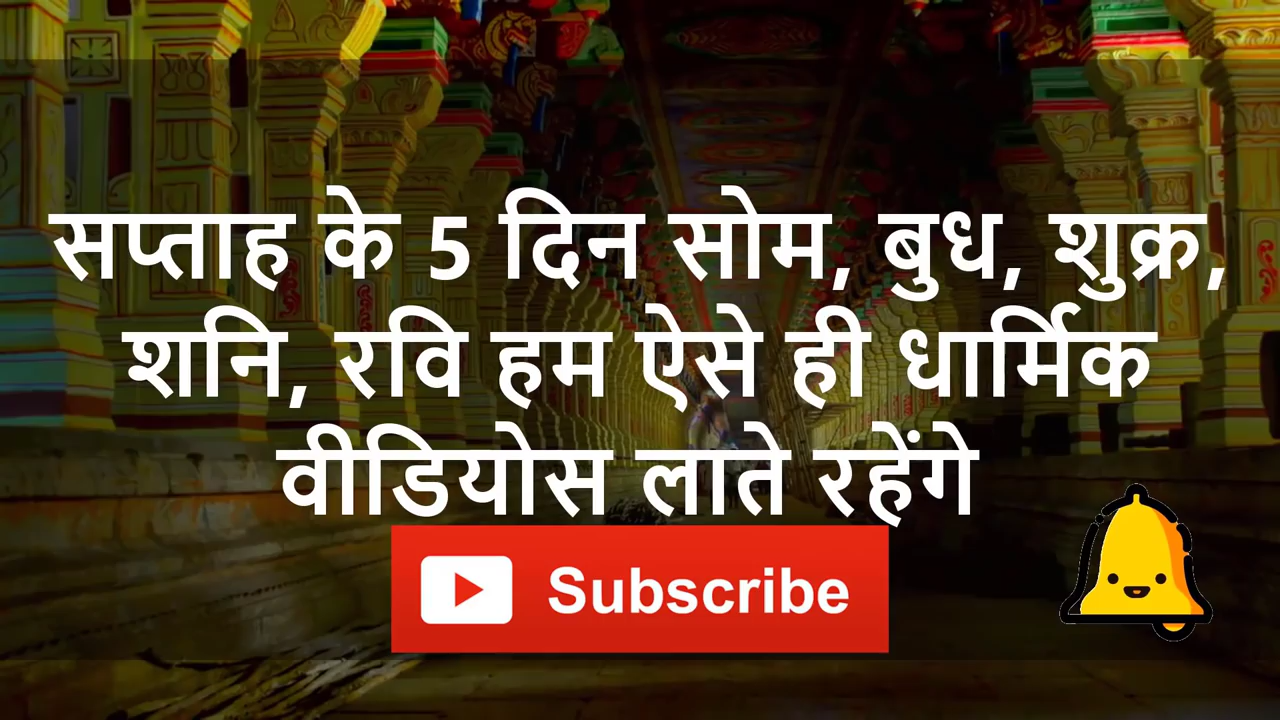 सप्ताह के 5 दिन सोम, बुध, शुक्र,
शनि, रवि हम ऐसे ही धार्मिक
वीडियोस लाते रहेंगे
Subscribe